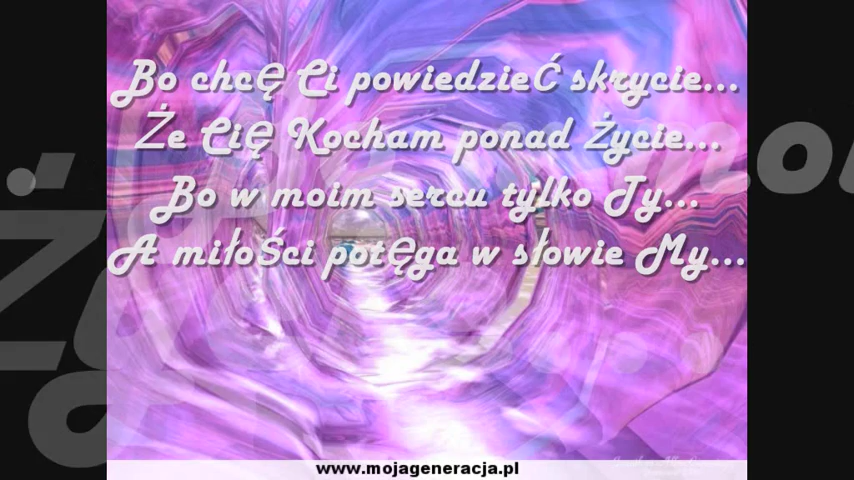 Bo chcę Ci powiedzieć skrycie...
Że Cię Kocham ponad życie...
Bo w moim sercu tylko Ty...
A miłości potęga w słowie My...
www.mojageneracja.pl